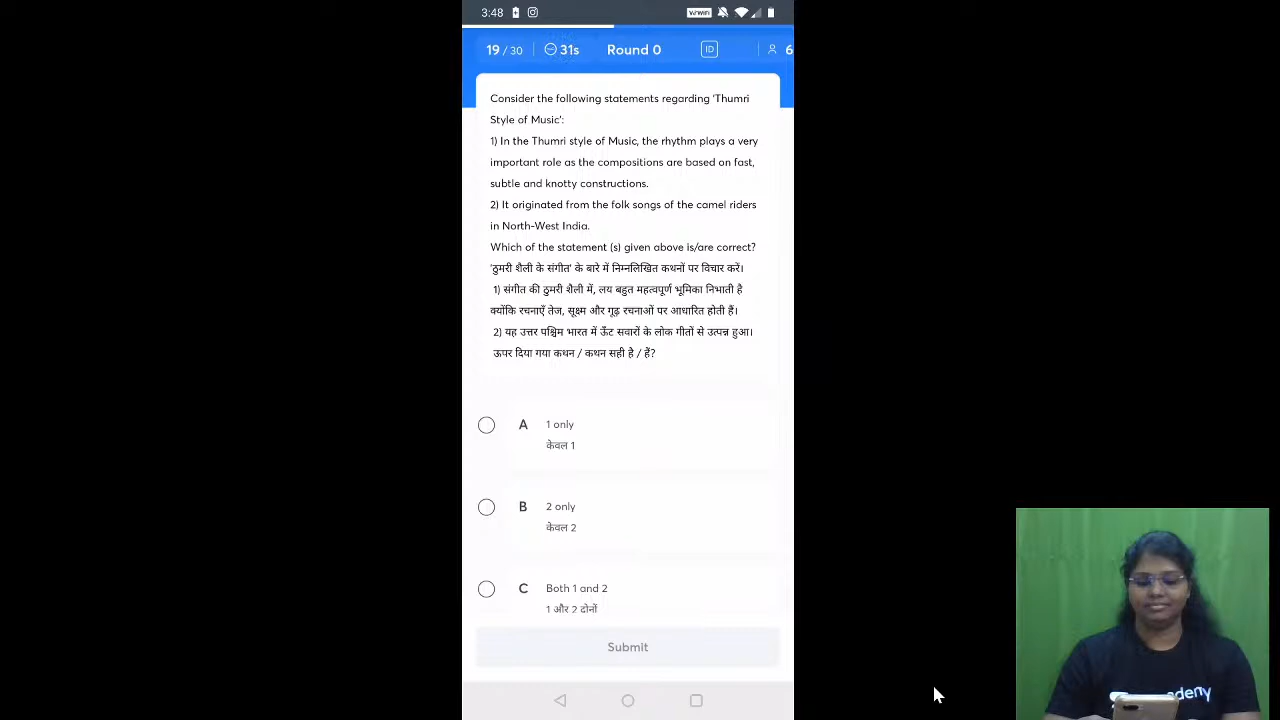 3:48
VIWIFI
19 / 30
31s
Round 0
ID
6
Consider the following statements regarding 'Thumri
Style of Music':
1) In the Thumri style of Music, the rhythm plays a very
important role as the compositions are based on fast,
subtle and knotty constructions.
2) It originated from the folk songs of the camel riders
in North-West India.
Which of the statement (s) given above is/are correct?
'ठुमरी शैली के संगीत' के बारे में निम्नलिखित कथनों पर विचार करें।
1) संगीत की ठुमरी शैली में, लय बहुत महत्वपूर्ण भूमिका निभाती है
क्योंकि रचनाएँ तेज, सूक्ष्म और गूढ़ रचनाओं पर आधारित होती हैं।
2) यह उत्तर पश्चिम भारत में ऊँट सवारों के लोक गीतों से उत्पन्न हुआ।
ऊपर दिया गया कथन / कथन सही है / हैं?
A
1 only
केवल 1
B
2 only
केवल 2
C
Both 1 and 2
1 और 2 दोनों
Submit